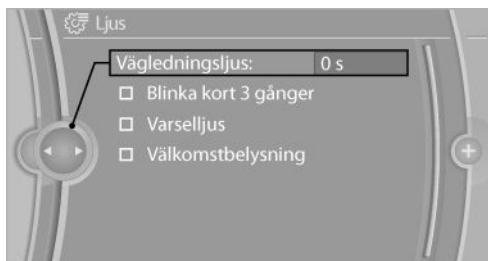 Ljus
Vägledningsljus: 0 s
Blinka kort 3 gånger
Varselljus
Välkomstbelysning